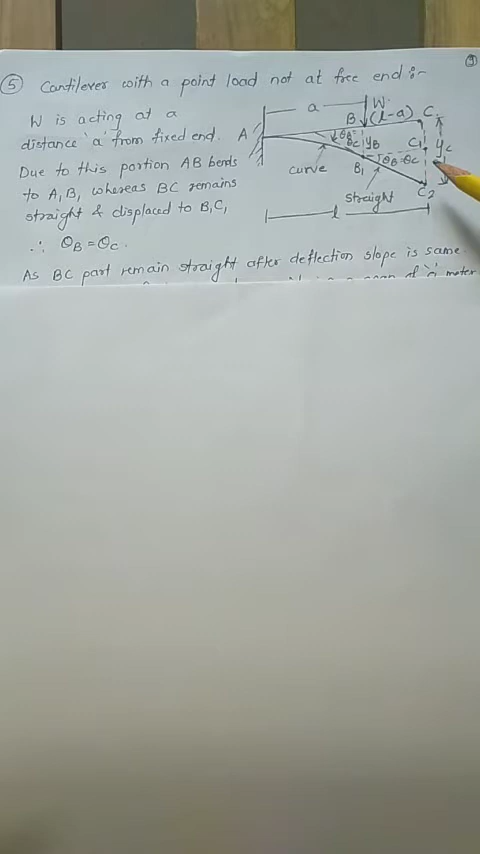 9
⑤ Cantilever with a point load not at free end :-
W is acting at a
distance 'a' from fixed end.
Due to this portion AB bends
to A,B, whereas BC remains
straight & displaced to B,C,
∴ θB = θC.
As BC part remain straight after deflection slope is same.
a
W
B (l-a) C
A
θB=
θC
yB
C1
yC
B1
θB=θC
curve
straight
C2
l
meter